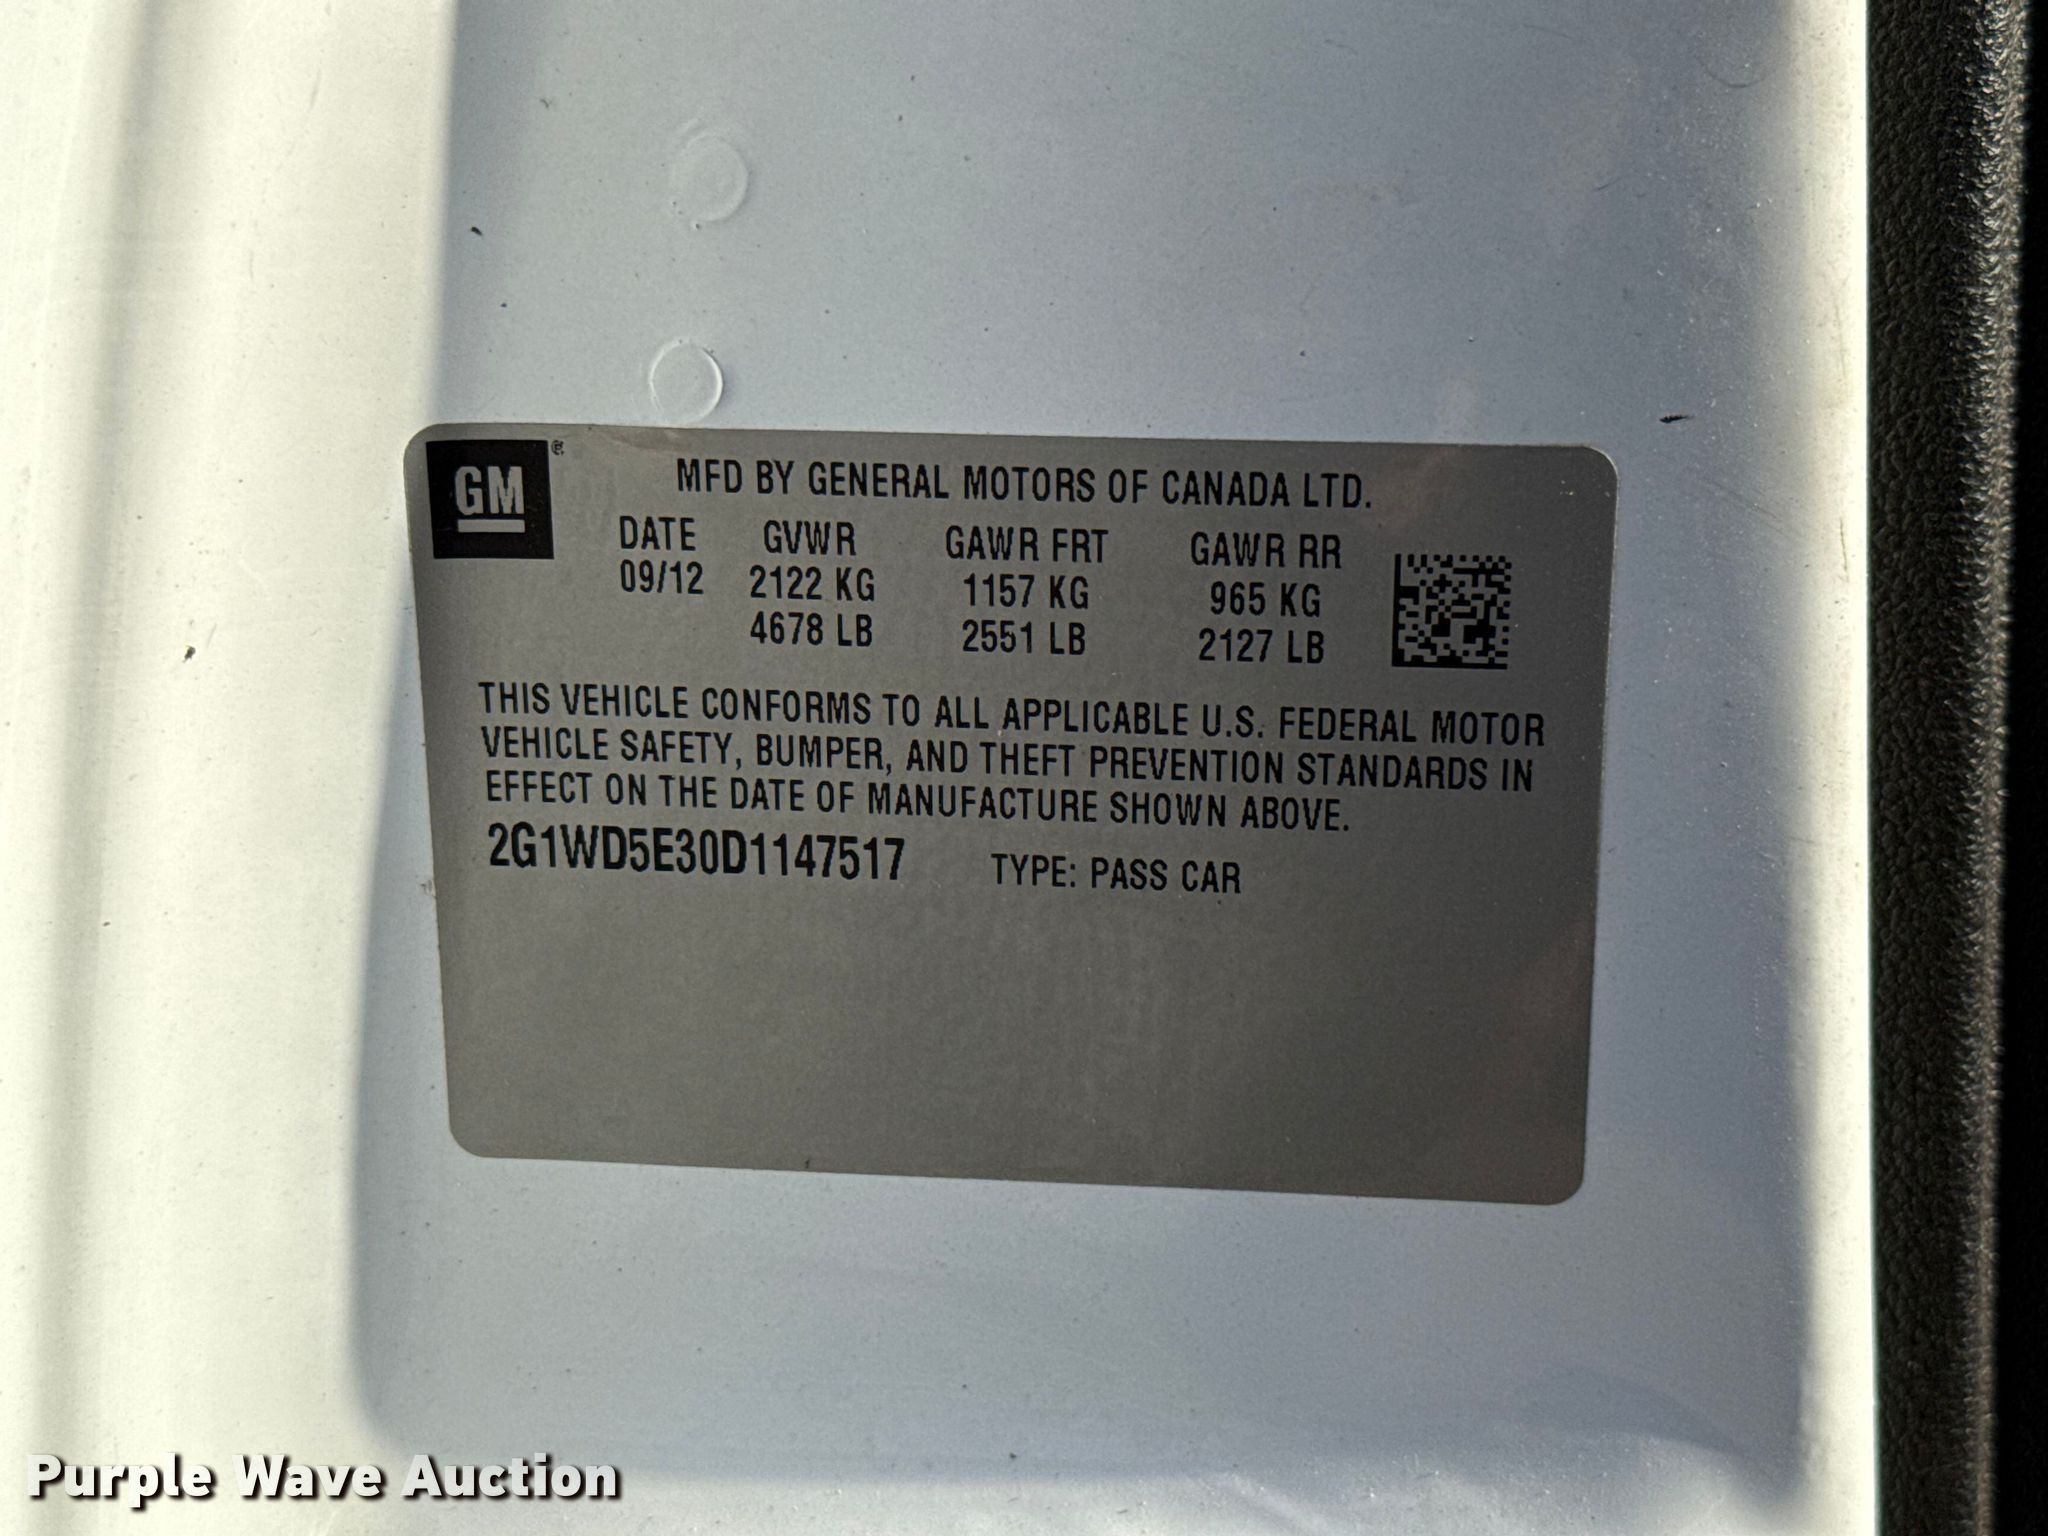 GM®
MFD BY GENERAL MOTORS OF CANADA LTD.
DATE GVWR GAWR FRT GAWR RR
09/12 2122 KG 1157 KG 965 KG
4678 LB 2551 LB 2127 LB
THIS VEHICLE CONFORMS TO ALL APPLICABLE U.S. FEDERAL MOTOR
VEHICLE SAFETY, BUMPER, AND THEFT PREVENTION STANDARDS IN
EFFECT ON THE DATE OF MANUFACTURE SHOWN ABOVE.
2G1WD5E30D1147517 TYPE: PASS CAR
Purple Wave Auction